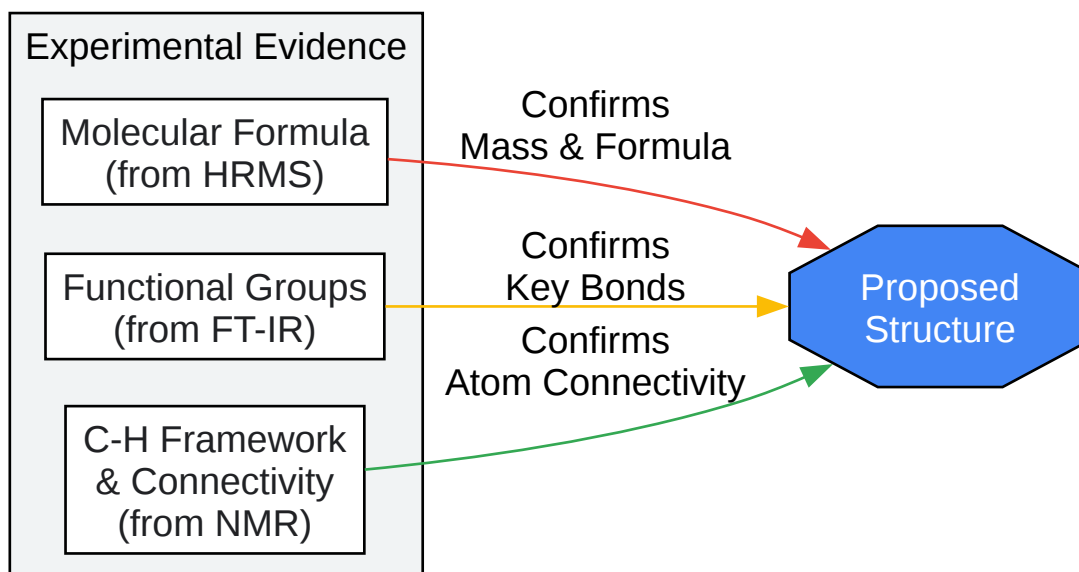 Experimental Evidence
Molecular Formula
(from HRMS)
Confirms
Mass & Formula
Functional Groups
(from FT-IR)
Confirms
Key Bonds
C-H Framework
& Connectivity
(from NMR)
Confirms
Atom Connectivity
Proposed
Structure